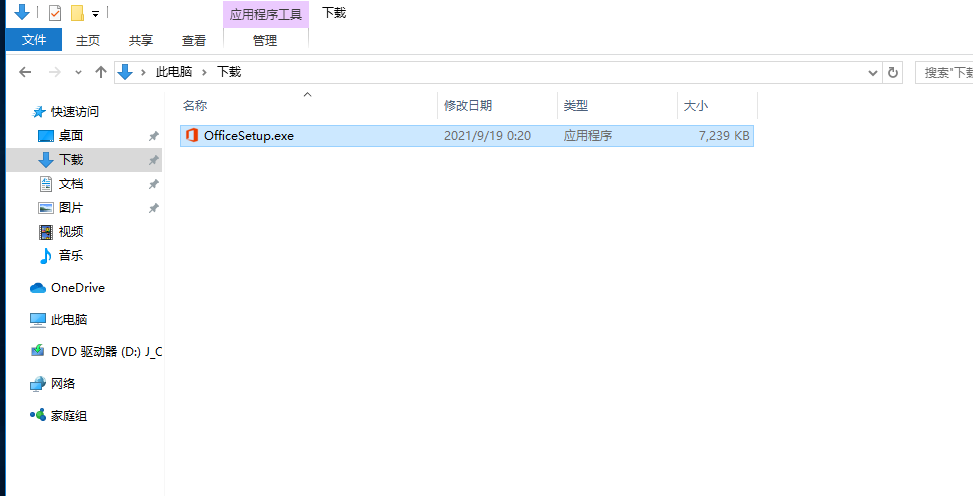 应用程序工具 下载
文件 主页 共享 查看 管理
此电脑 下载 搜索"下载
名称 修改日期 类型 大小
OfficeSetup.exe 2021/9/19 0:20 应用程序 7,239 KB
快速访问
桌面
下载
文档
图片
视频
音乐
OneDrive
此电脑
DVD 驱动器 (D:) J_C
网络
家庭组